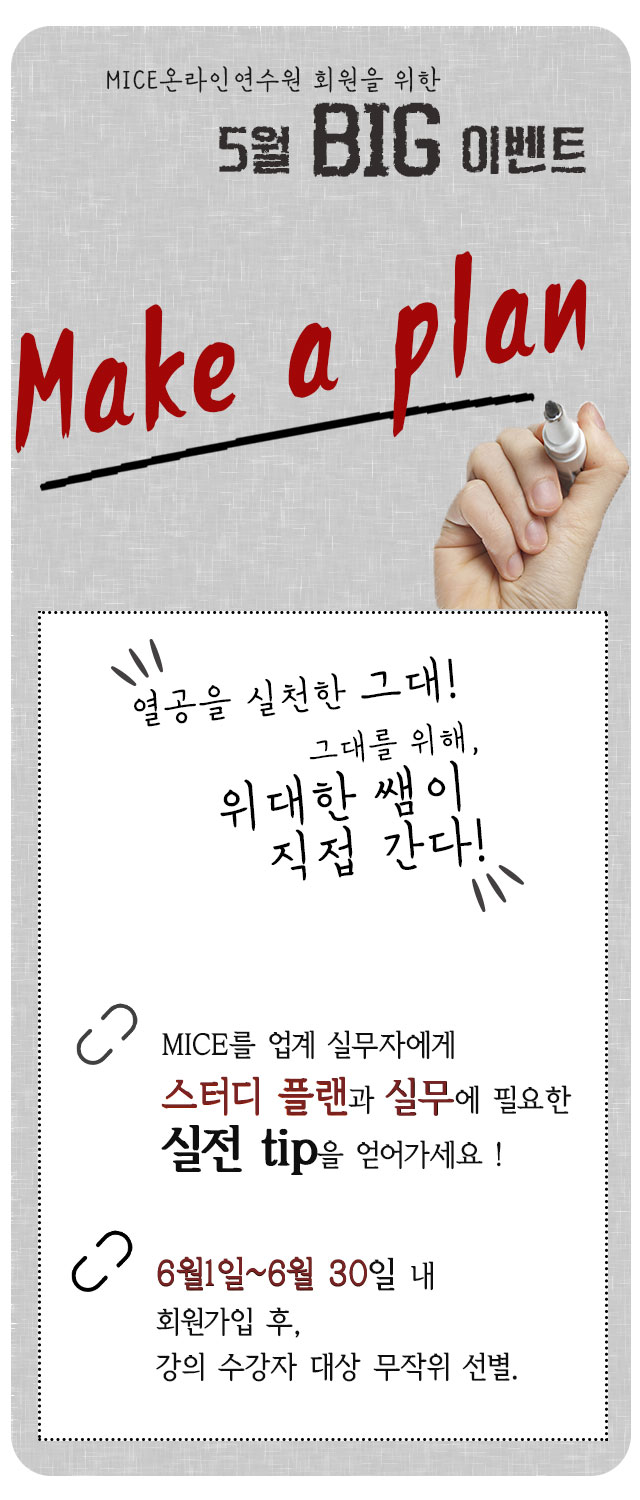 MICE온라인연수원 회원을 위한
5월 BIG 이벤트
Make a plan
열공을 실천한 그대!
그대를 위해,
위대한 쌤이
직접 간다!
MICE를 업계 실무자에게
스터디 플랜과 실무에 필요한
실전 tip을 얻어가세요 !
6월1일~6월 30일 내
회원가입 후,
강의 수강자 대상 무작위 선별.